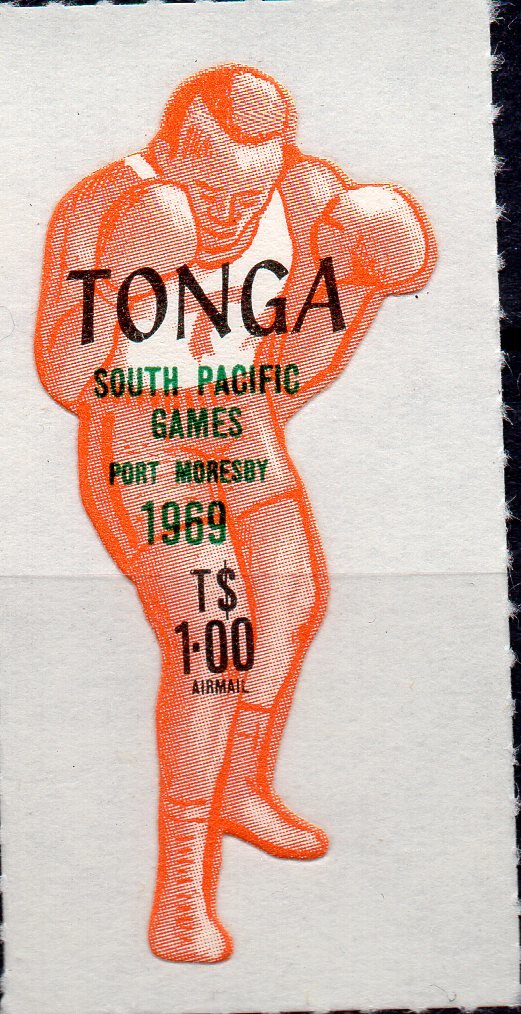 TONGA
SOUTH PACIFIC
GAMES
PORT MORESBY
1969
T$
1·00
AIRMAIL